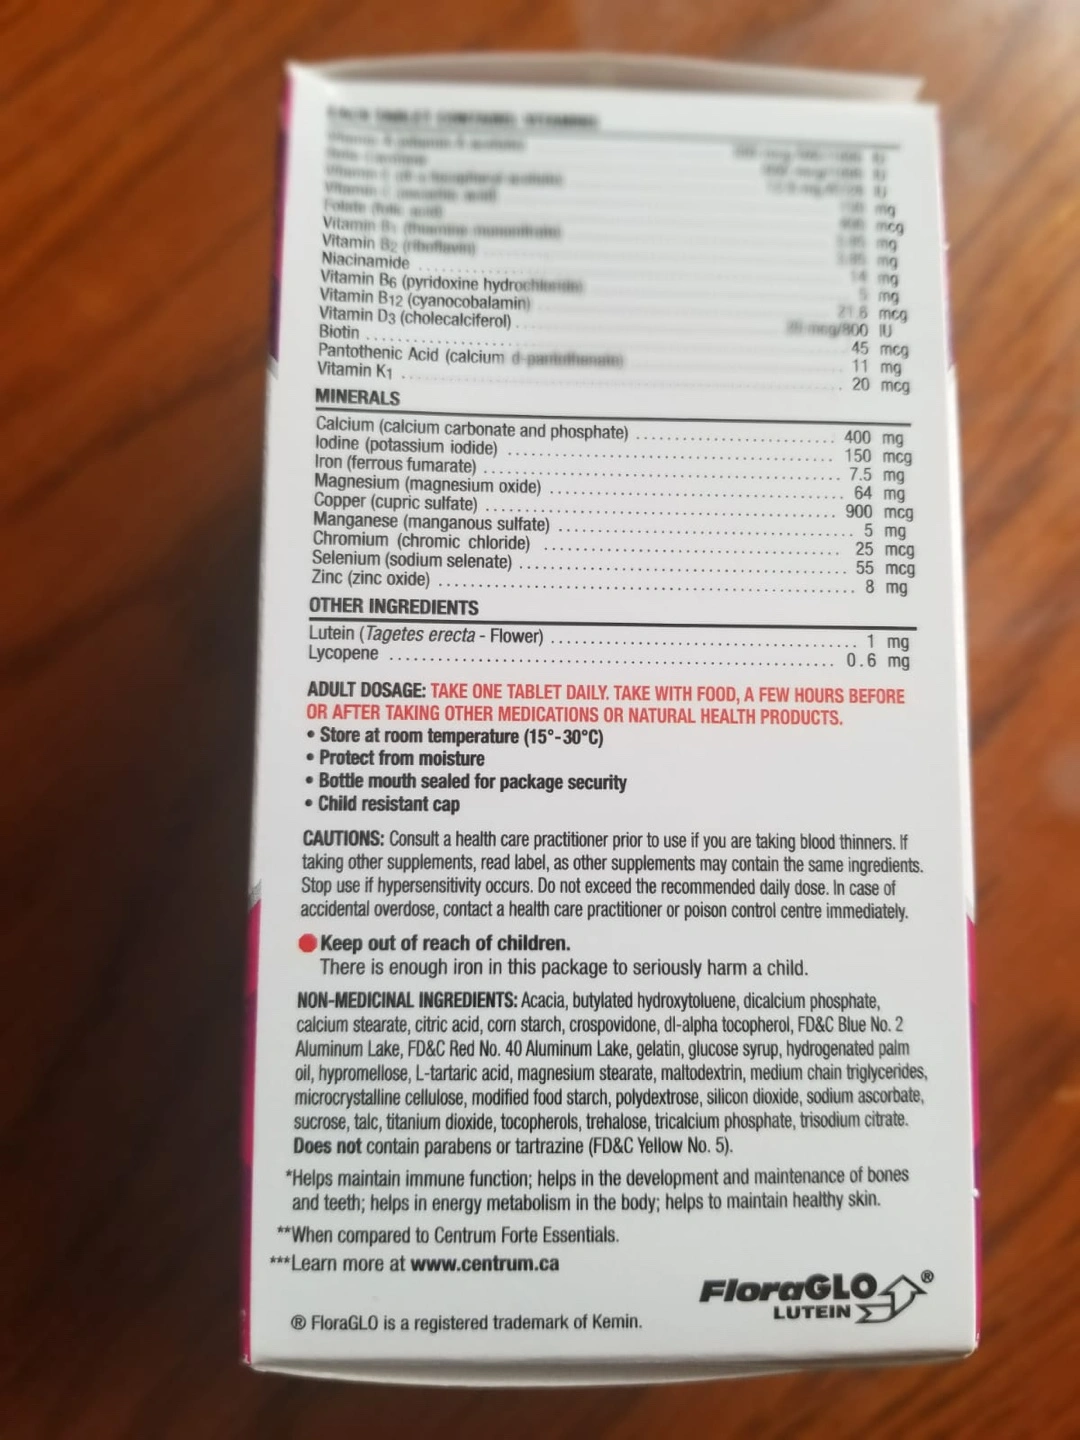 Vitamin B2 (riboflavin)
Niacinamide ........ 14 mg
Vitamin B6 (pyridoxine hydrochloride) ........ 5 mg
Vitamin B12 (cyanocobalamin) ........ 21.6 mcg
Vitamin D3 (cholecalciferol) ........ mcg/800 IU
Biotin ........ 45 mcg
Pantothenic Acid (calcium d-pantothenate) ........ 11 mg
Vitamin K1 ........ 20 mcg
MINERALS
Calcium (calcium carbonate and phosphate) ........ 400 mg
Iodine (potassium iodide) ........ 150 mcg
Iron (ferrous fumarate) ........ 7.5 mg
Magnesium (magnesium oxide) ........ 64 mg
Copper (cupric sulfate) ........ 900 mcg
Manganese (manganous sulfate) ........ 5 mg
Chromium (chromic chloride) ........ 25 mcg
Selenium (sodium selenate) ........ 55 mcg
Zinc (zinc oxide) ........ 8 mg
OTHER INGREDIENTS
Lutein (Tagetes erecta - Flower) ........ 1 mg
Lycopene ........ 0.6 mg
ADULT DOSAGE: TAKE ONE TABLET DAILY. TAKE WITH FOOD, A FEW HOURS BEFORE
OR AFTER TAKING OTHER MEDICATIONS OR NATURAL HEALTH PRODUCTS.
• Store at room temperature (15°-30°C)
• Protect from moisture
• Bottle mouth sealed for package security
• Child resistant cap
CAUTIONS: Consult a health care practitioner prior to use if you are taking blood thinners. If
taking other supplements, read label, as other supplements may contain the same ingredients.
Stop use if hypersensitivity occurs. Do not exceed the recommended daily dose. In case of
accidental overdose, contact a health care practitioner or poison control centre immediately.
Keep out of reach of children.
There is enough iron in this package to seriously harm a child.
NON-MEDICINAL INGREDIENTS: Acacia, butylated hydroxytoluene, dicalcium phosphate,
calcium stearate, citric acid, corn starch, crospovidone, dl-alpha tocopherol, FD&C Blue No. 2
Aluminum Lake, FD&C Red No. 40 Aluminum Lake, gelatin, glucose syrup, hydrogenated palm
oil, hypromellose, L-tartaric acid, magnesium stearate, maltodextrin, medium chain triglycerides,
microcrystalline cellulose, modified food starch, polydextrose, silicon dioxide, sodium ascorbate,
sucrose, talc, titanium dioxide, tocopherols, trehalose, tricalcium phosphate, trisodium citrate.
Does not contain parabens or tartrazine (FD&C Yellow No. 5).
*Helps maintain immune function; helps in the development and maintenance of bones
and teeth; helps in energy metabolism in the body; helps to maintain healthy skin.
**When compared to Centrum Forte Essentials.
***Learn more at www.centrum.ca
FloraGLO®
LUTEIN
® FloraGLO is a registered trademark of Kemin.